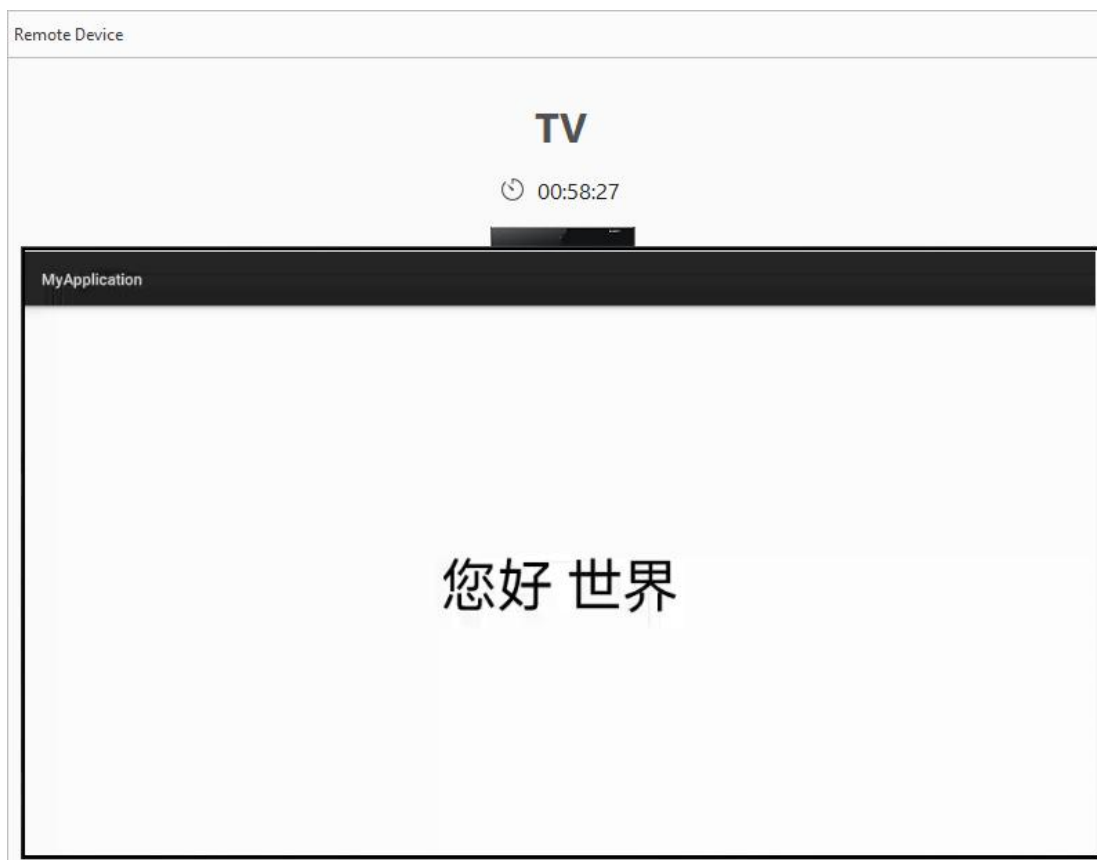 Remote Device
TV
00:58:27
MyApplication
您好 世界